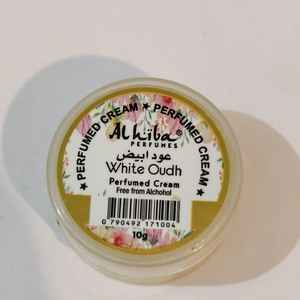 ★ PERFUMED CREAM ★ PERFUMED CREAM ★
Al hiba®
PERFUMES
عود ابيض
White Oudh
Perfumed Cream
Free from Alchohol
6 790492 171004
10g